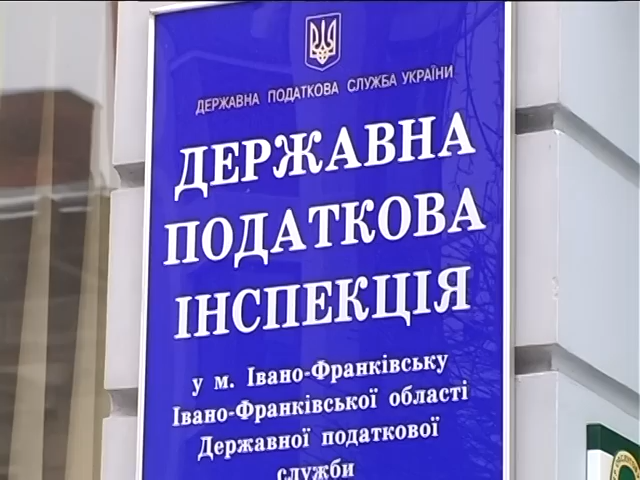 ДЕРЖАВНА ПОДАТКОВА СЛУЖБА УКРАЇНИ
ДЕРЖАВНА
ПОДАТКОВА
ІНСПЕКЦІЯ
у м. Івано-Франківську
Івано-Франківської області
Державної податкової
служби